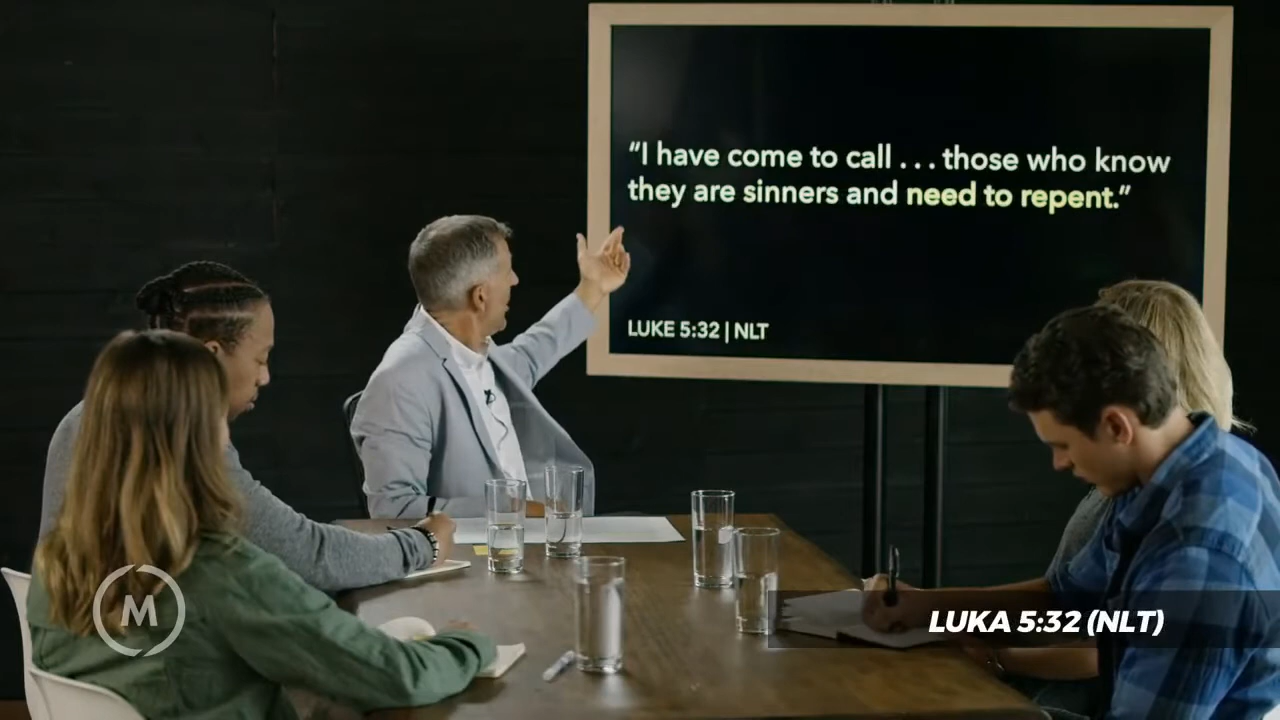 “I have come to call . . . those who know
they are sinners and need to repent.”
LUKE 5:32 | NLT
M
LUKA 5:32 (NLT)